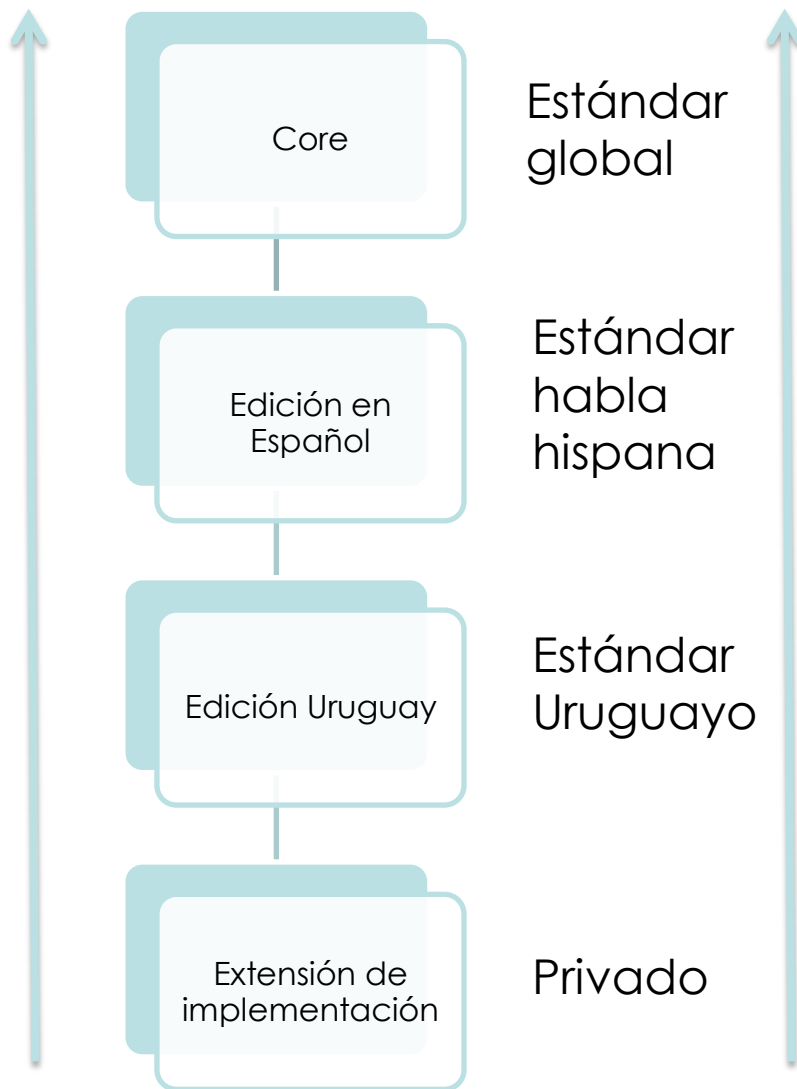 Core
Estándar
global
Edición en
Español
Estándar
habla
hispana
Edición Uruguay
Estándar
Uruguayo
Extensión de
implementación
Privado